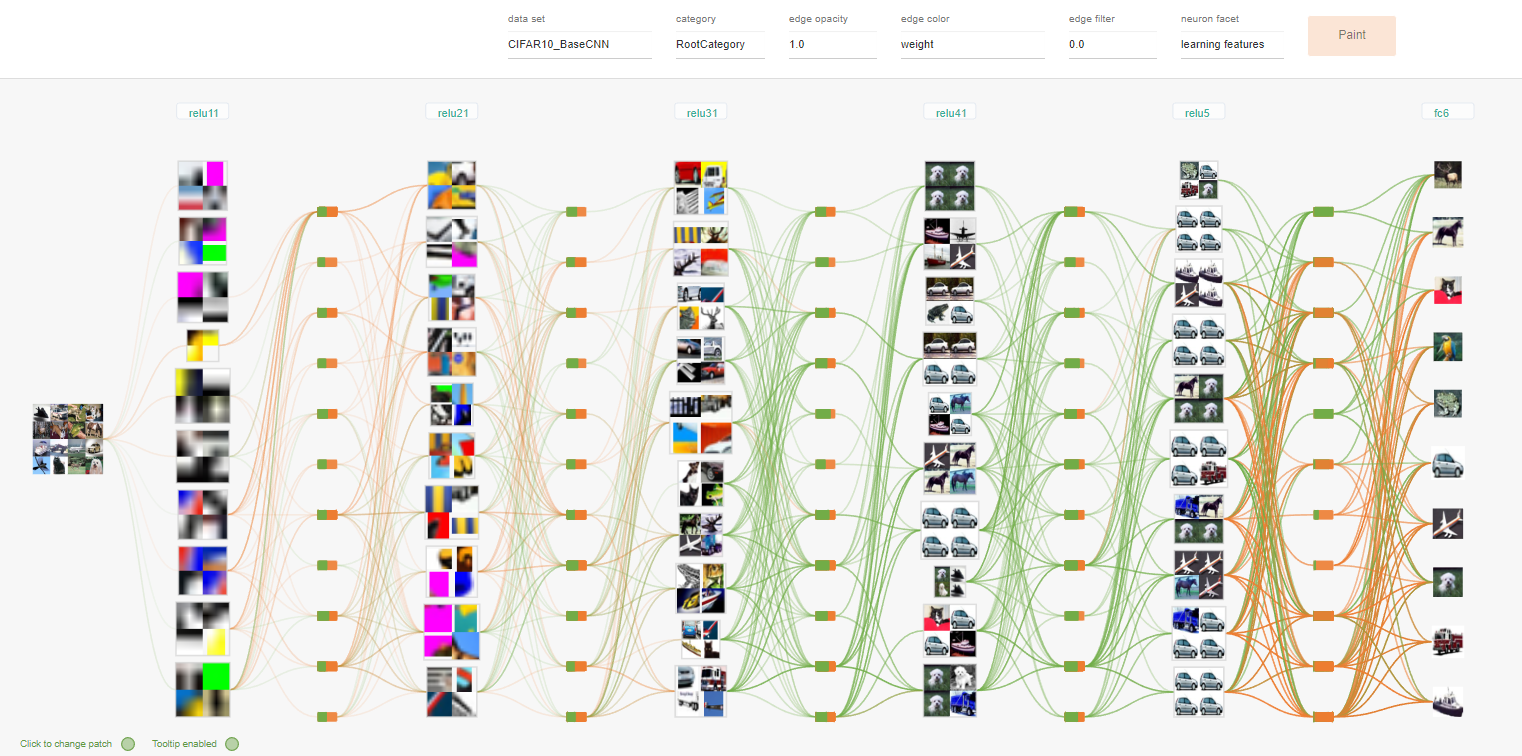 data set category edge opacity edge color edge filter neuron facet
CIFAR10_BaseCNN RootCategory 1.0 weight 0.0 learning features Paint
relu11 relu21 relu31 relu41 relu5 fc6
Click to change patch Tooltip enabled